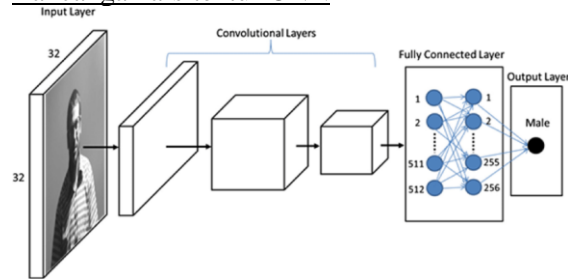 Input Layer
Convolutional Layers
Fully Connected Layer
Output Layer
32
32
1
2
511
512
1
2
255
256
Male